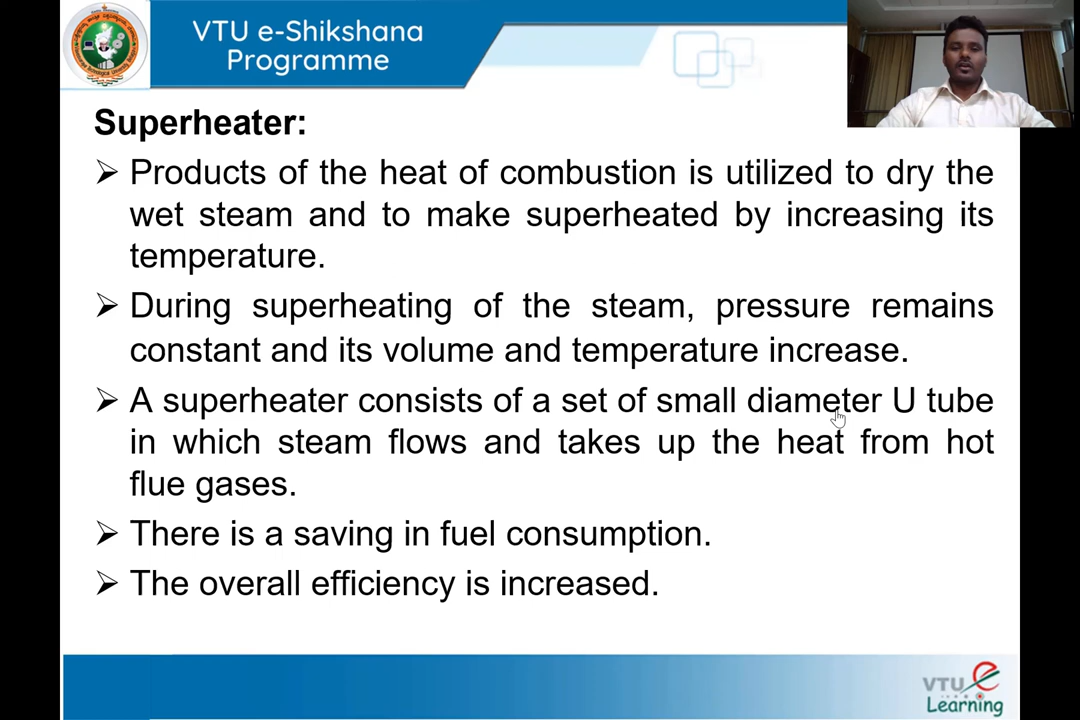 VTU e-Shikshana
Programme
Superheater:
➢ Products of the heat of combustion is utilized to dry the
wet steam and to make superheated by increasing its
temperature.
➢ During superheating of the steam, pressure remains
constant and its volume and temperature increase.
➢ A superheater consists of a set of small diameter U tube
in which steam flows and takes up the heat from hot
flue gases.
➢ There is a saving in fuel consumption.
➢ The overall efficiency is increased.
VTU e
Learning